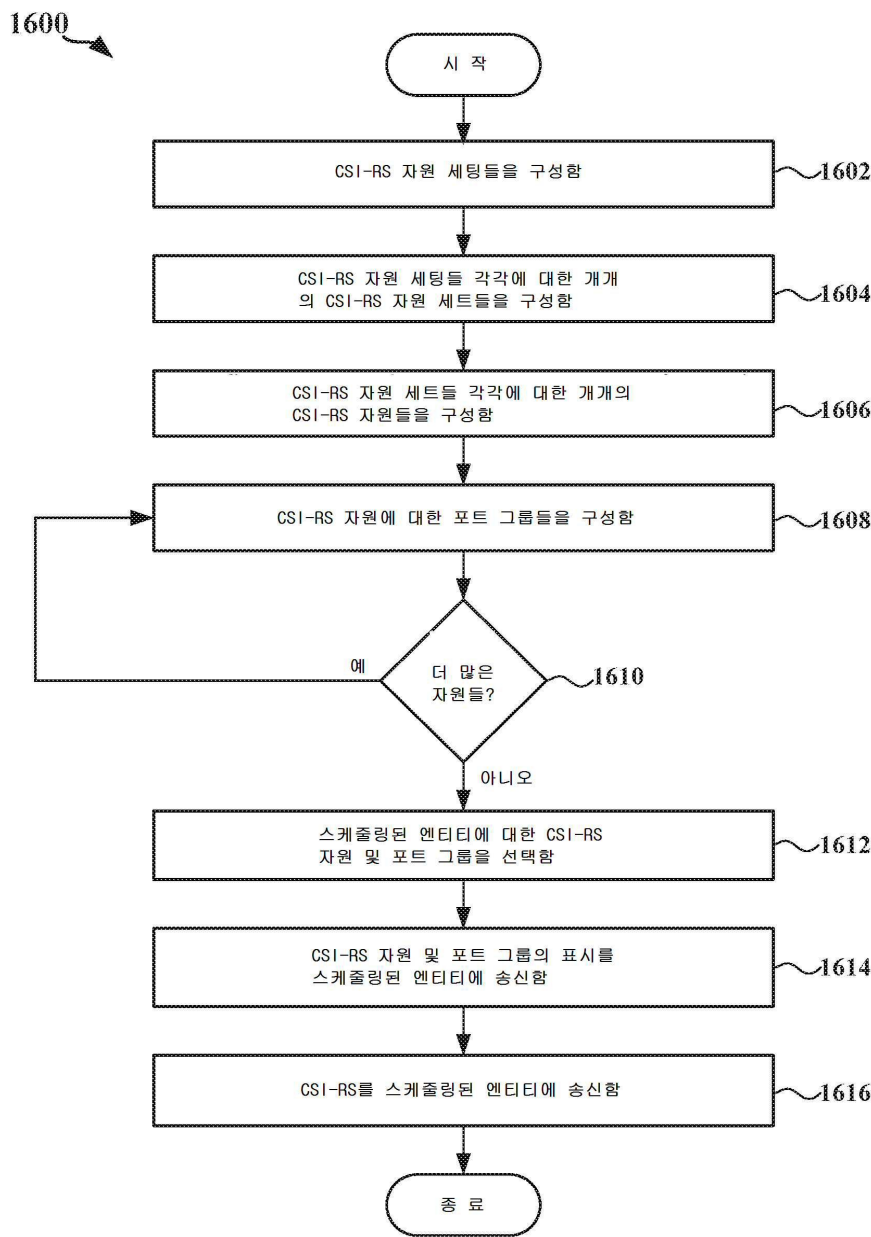 1600
시 작
CSI-RS 자원 세팅들을 구성함
1602
CSI-RS 자원 세팅들 각각에 대한 개개
의 CSI-RS 자원 세트들을 구성함
1604
CSI-RS 자원 세트들 각각에 대한 개개의
CSI-RS 자원들을 구성함
1606
CSI-RS 자원에 대한 포트 그룹들을 구성함
1608
예
더 많은
자원들?
1610
아니오
스케줄링된 엔티티에 대한 CSI-RS
자원 및 포트 그룹을 선택함
1612
CSI-RS 자원 및 포트 그룹의 표시를
스케줄링된 엔티티에 송신함
1614
CSI-RS를 스케줄링된 엔티티에 송신함
1616
종 료